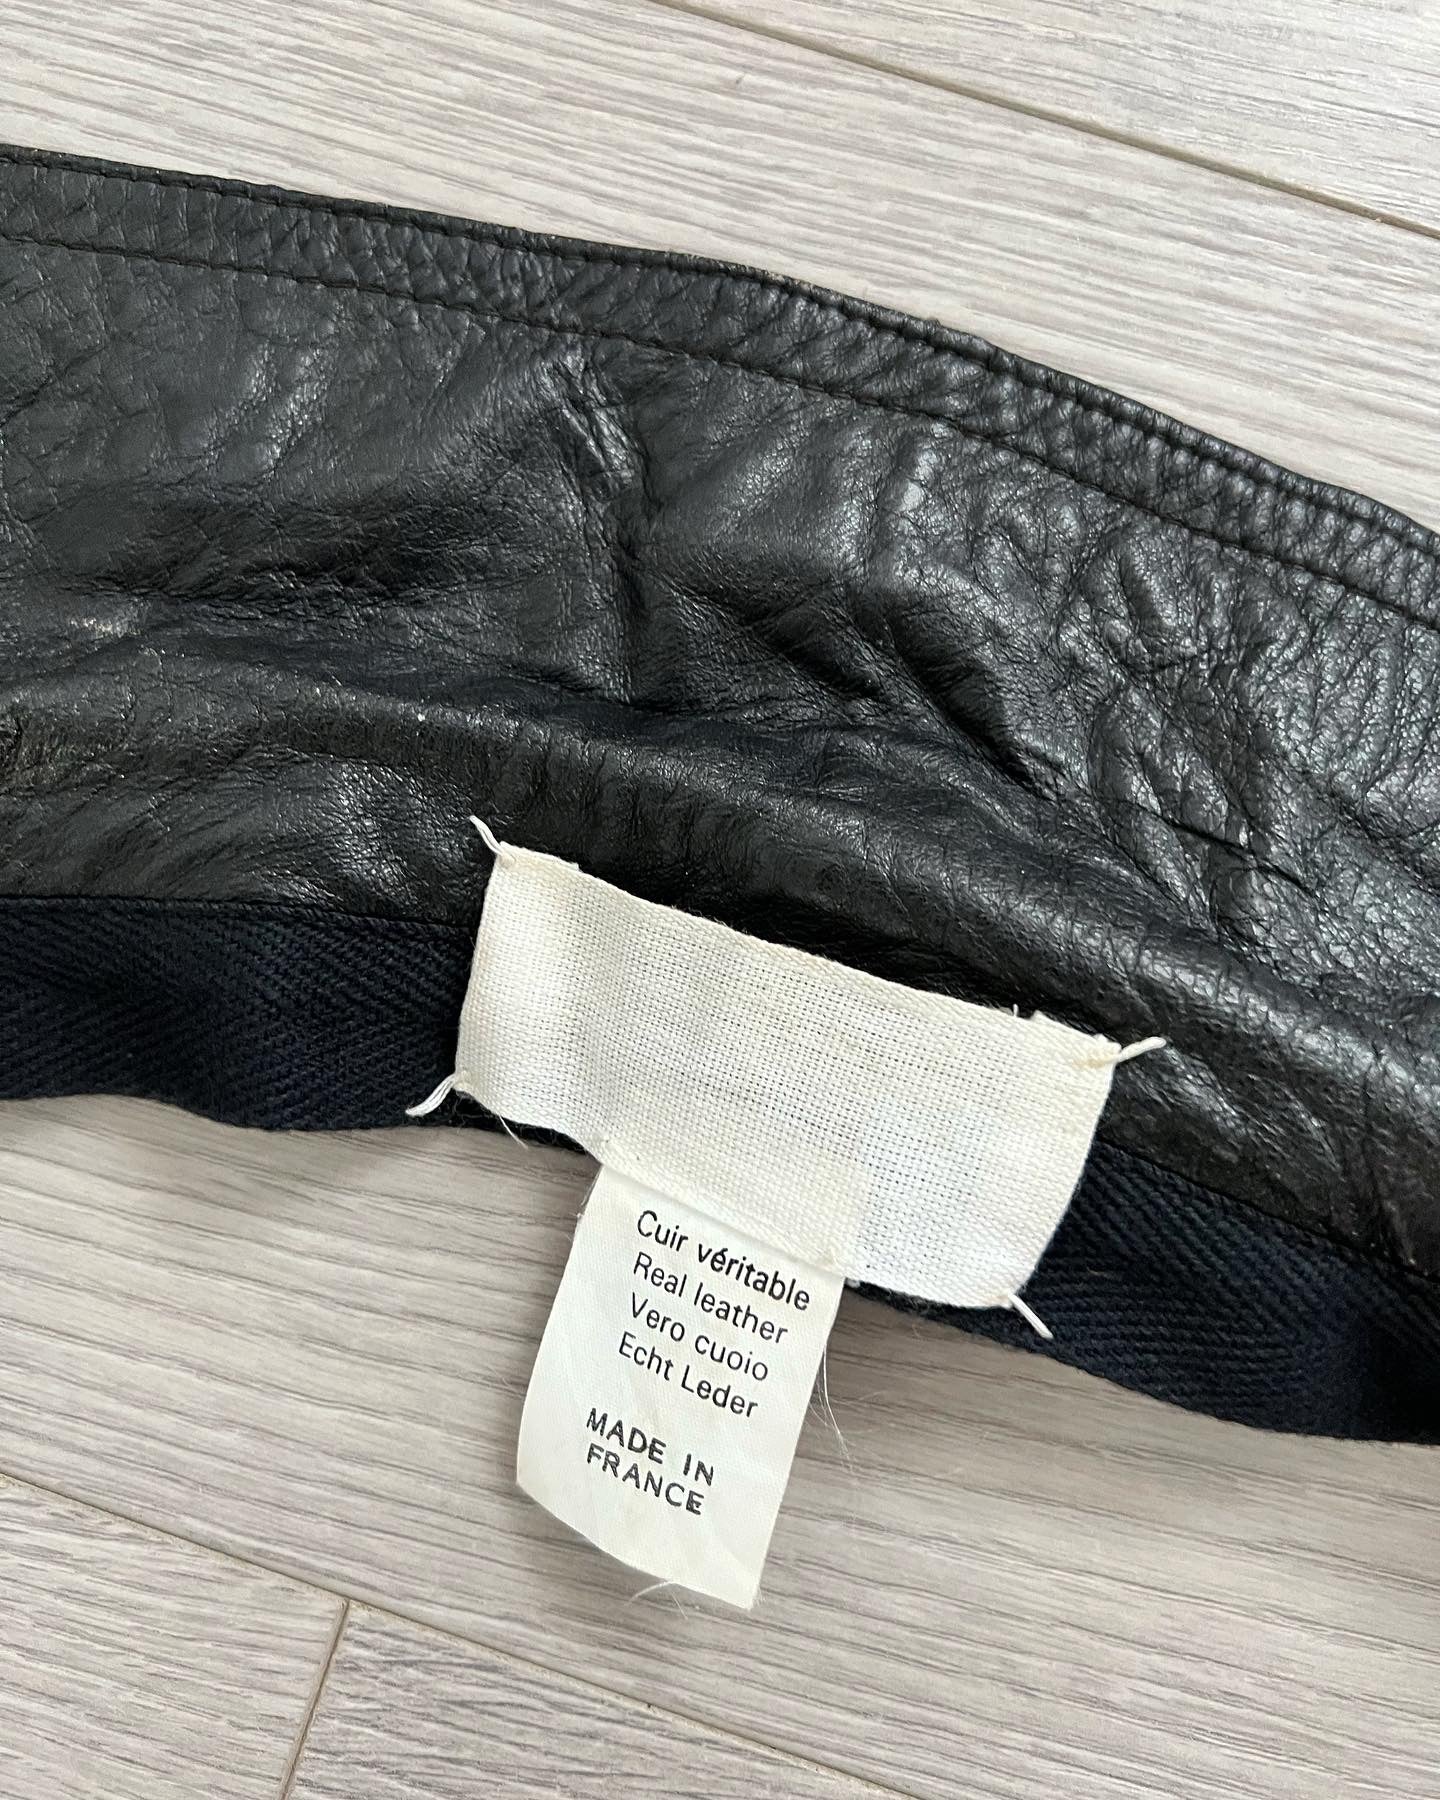 Cuir véritable
Real leather
Vero cuoio
Echt Leder
MADE IN
FRANCE